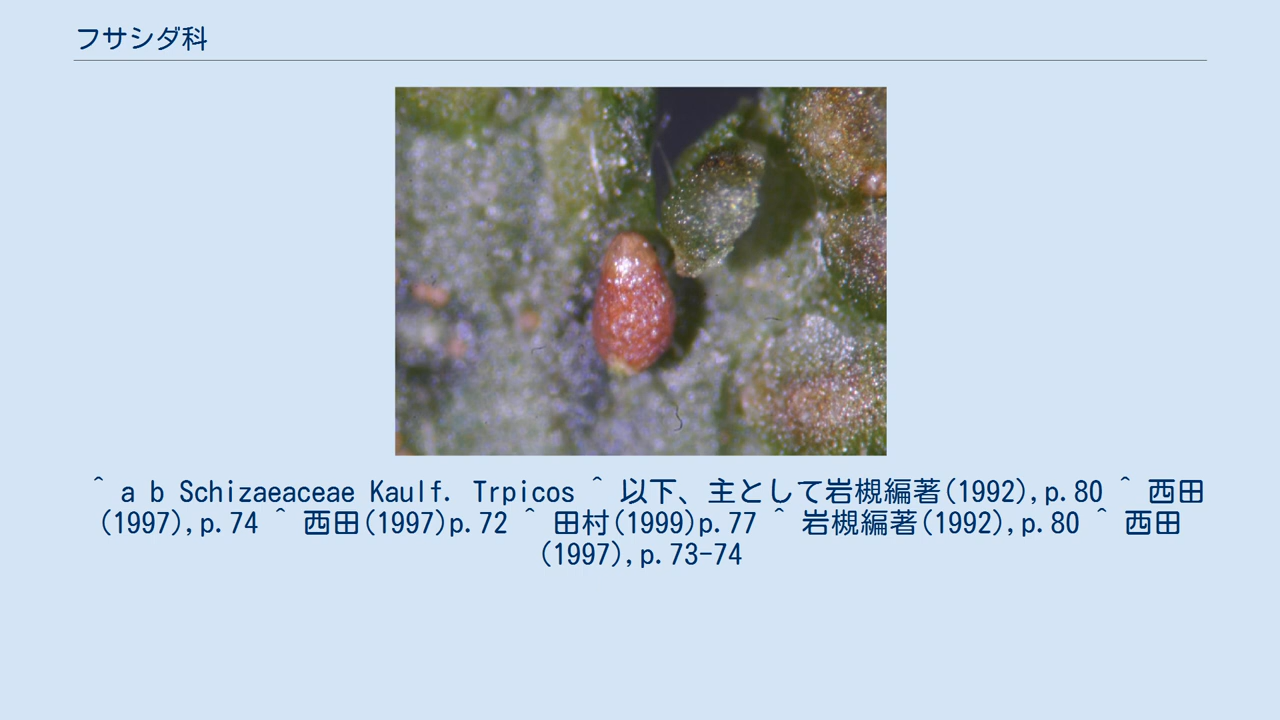 フサシダ科
^ a b Schizaeaceae Kaulf. Trpicos ^ 以下、主として岩槻編著(1992),p.80 ^ 西田
(1997),p.74 ^ 西田(1997)p.72 ^ 田村(1999)p.77 ^ 岩槻編著(1992),p.80 ^ 西田
(1997),p.73-74